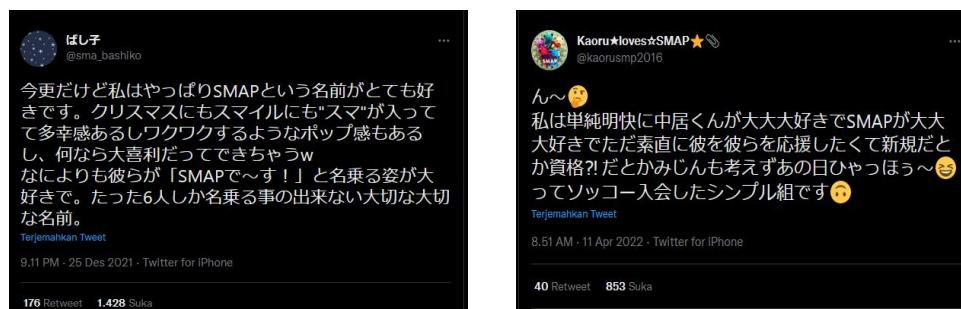 ばし子
@sma_bashiko
今更だけど私はやっぱりSMAPという名前がとても好
きです。クリスマスにもスマイルにも"スマ"が入って
て多幸感あるしワクワクするようなポップ感もある
し、何なら大喜利だってできちゃうw
なによりも彼らが「SMAPで〜す！」と名乗る姿が大
好きで。たった6人しか名乗る事の出来ない大切な大切
な名前。
Terjemahkan Tweet
9.11 PM · 25 Des 2021 · Twitter for iPhone
176 Retweet 1.428 Suka
Kaoru★loves☆SMAP⭐📎
@kaorusmp2016
ん〜🤔
私は単純明快に中居くんが大大大好きでSMAPが大大
大好きでただ素直に彼を彼らを応援したくて新規だと
か資格⁈だとかみじんも考えずあの日ひゃっほぅ〜😆
ってソッコー入会したシンプル組です🙃
Terjemahkan Tweet
8.51 AM · 11 Apr 2022 · Twitter for iPhone
40 Retweet 853 Suka